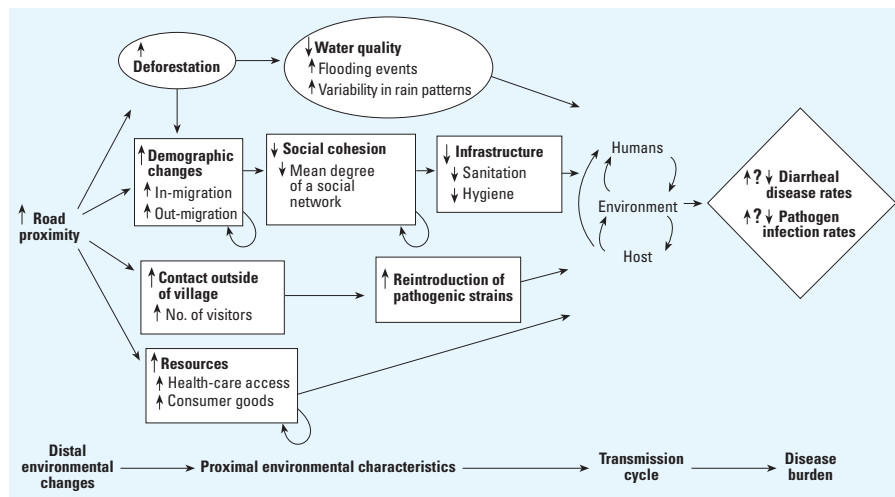 ↑ Deforestation
↓ Water quality
↑ Flooding events
↑ Variability in rain patterns
↑ Demographic
changes
↑ In-migration
↑ Out-migration
↓ Social cohesion
↓ Mean degree
of a social
network
↓ Infrastructure
↓ Sanitation
↓ Hygiene
Humans
Environment
Host
↑?↓ Diarrheal
disease rates
↑?↓ Pathogen
infection rates
↑ Road
proximity
↑ Contact outside
of village
↑ No. of visitors
↑ Reintroduction of
pathogenic strains
↑ Resources
↑ Health-care access
↑ Consumer goods
Distal
environmental
changes
Proximal environmental characteristics
Transmission
cycle
Disease
burden